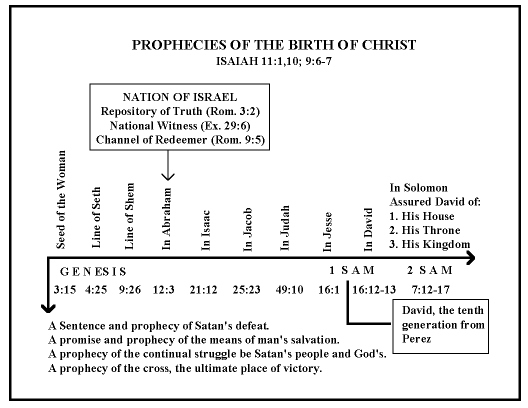 PROPHECIES OF THE BIRTH OF CHRIST
ISAIAH 11:1,10; 9:6-7
NATION OF ISRAEL
Repository of Truth (Rom. 3:2)
National Witness (Ex. 29:6)
Channel of Redeemer (Rom. 9:5)
Seed of the Woman
Line of Seth
Line of Shem
In Abraham
In Isaac
In Jacob
In Judah
In Jesse
In David
In Solomon
Assured David of:
1. His House
2. His Throne
3. His Kingdom
GENESIS
1 SAM
2 SAM
3:15 4:25 9:26 12:3 21:12 25:23 49:10 16:1 16:12-13 7:12-17
A Sentence and prophecy of Satan's defeat.
A promise and prophecy of the means of man's salvation.
A prophecy of the continual struggle be Satan's people and God's.
A prophecy of the cross, the ultimate place of victory.
David, the tenth
generation from
Perez